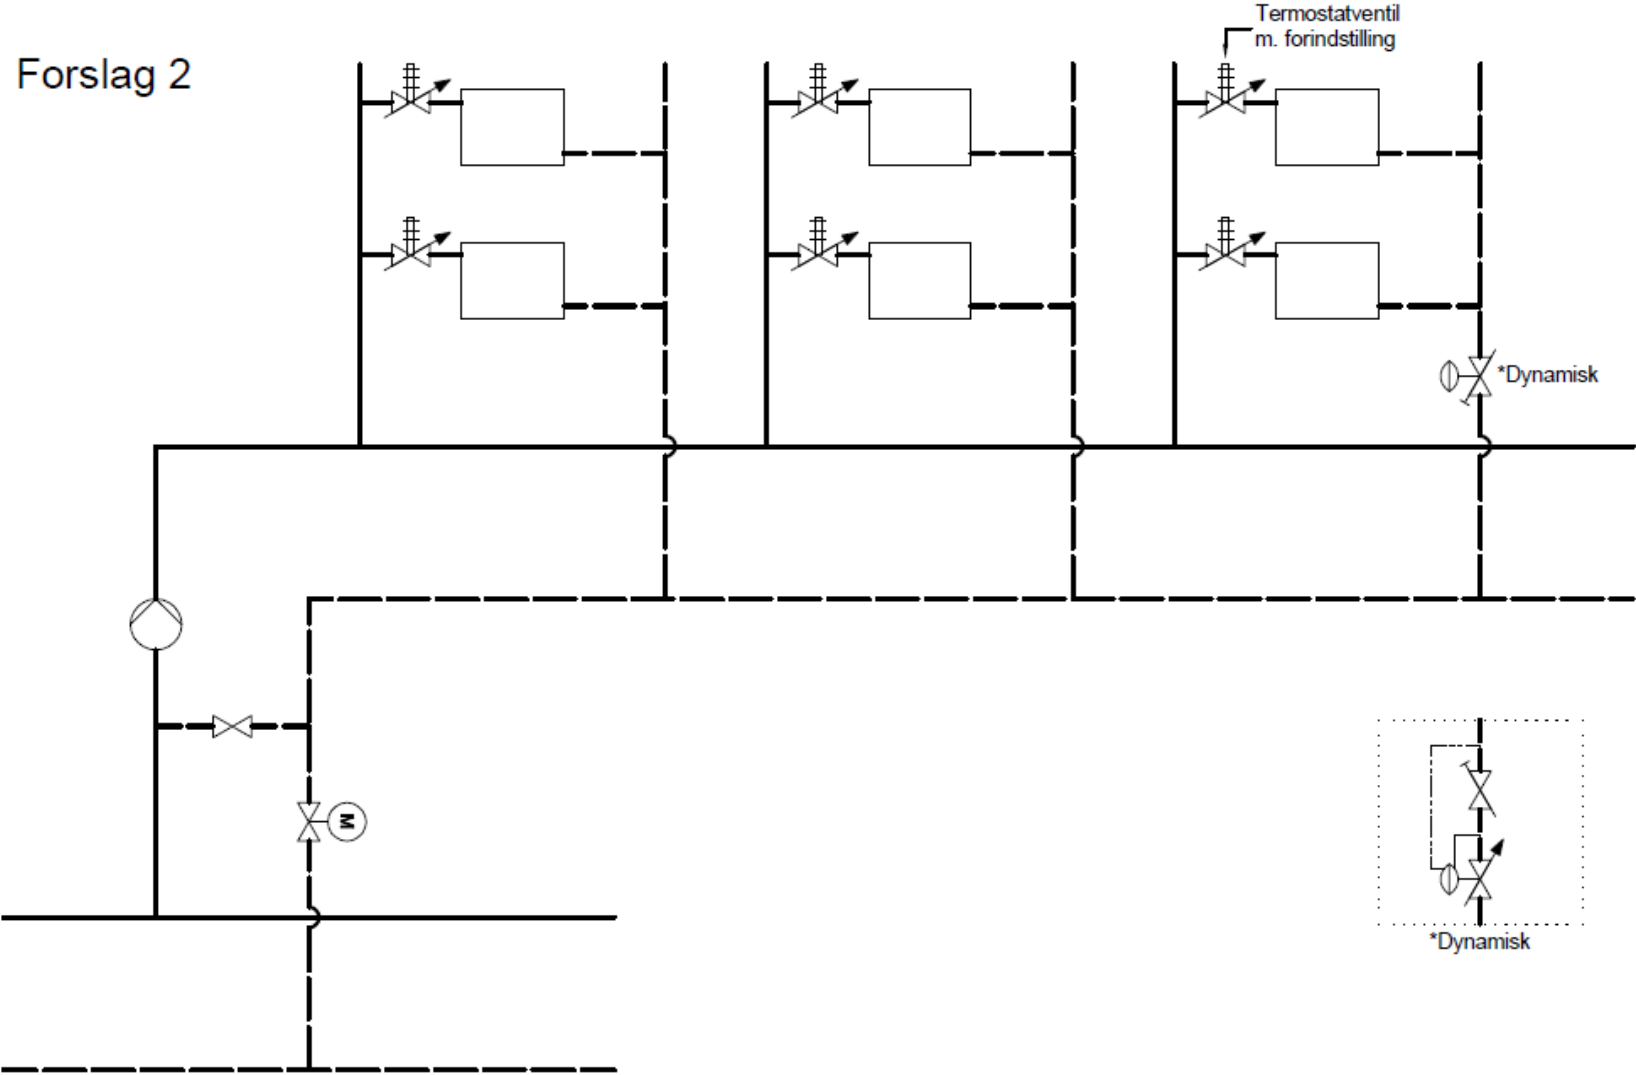 Forslag 2
Termostatventil
m. forindstilling
*Dynamisk
M
*Dynamisk